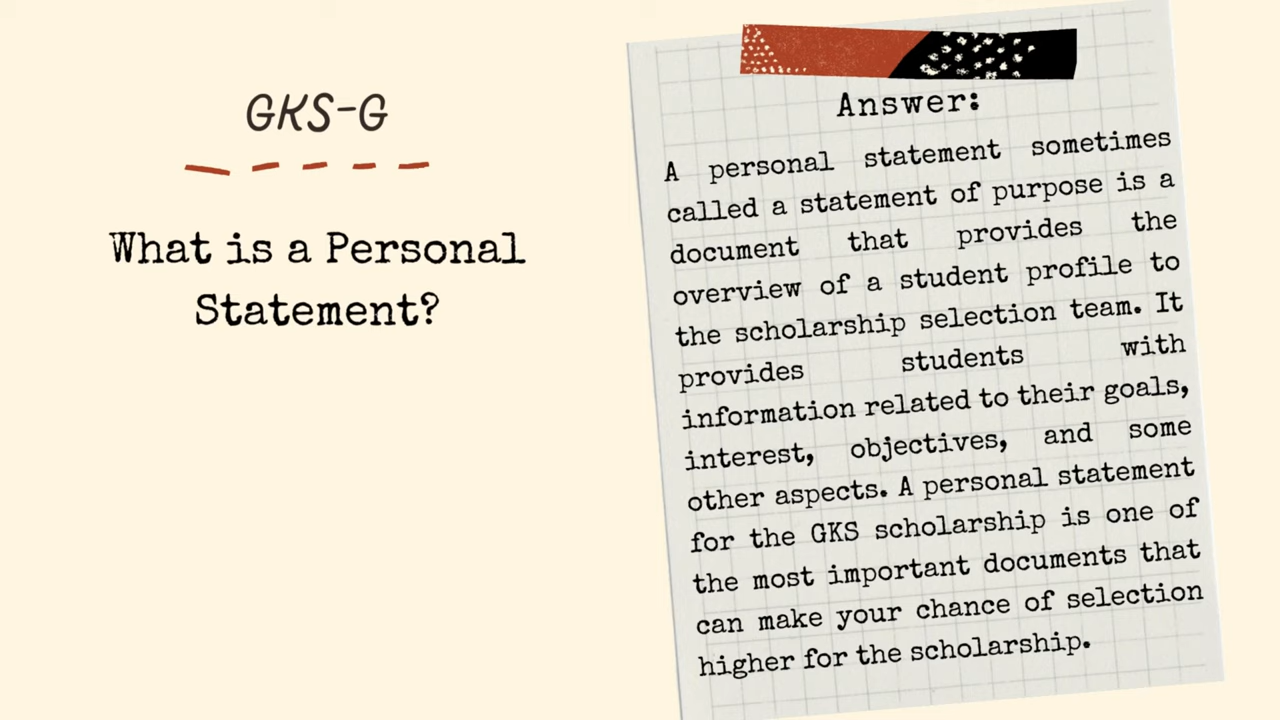 GKS-G
What is a Personal
Statement?
Answer:
A personal statement sometimes
called a statement of purpose is a
document that provides the
overview of a student profile to
the scholarship selection team. It
provides students with
information related to their goals,
interest, objectives, and some
other aspects. A personal statement
for the GKS scholarship is one of
the most important documents that
can make your chance of selection
higher for the scholarship.